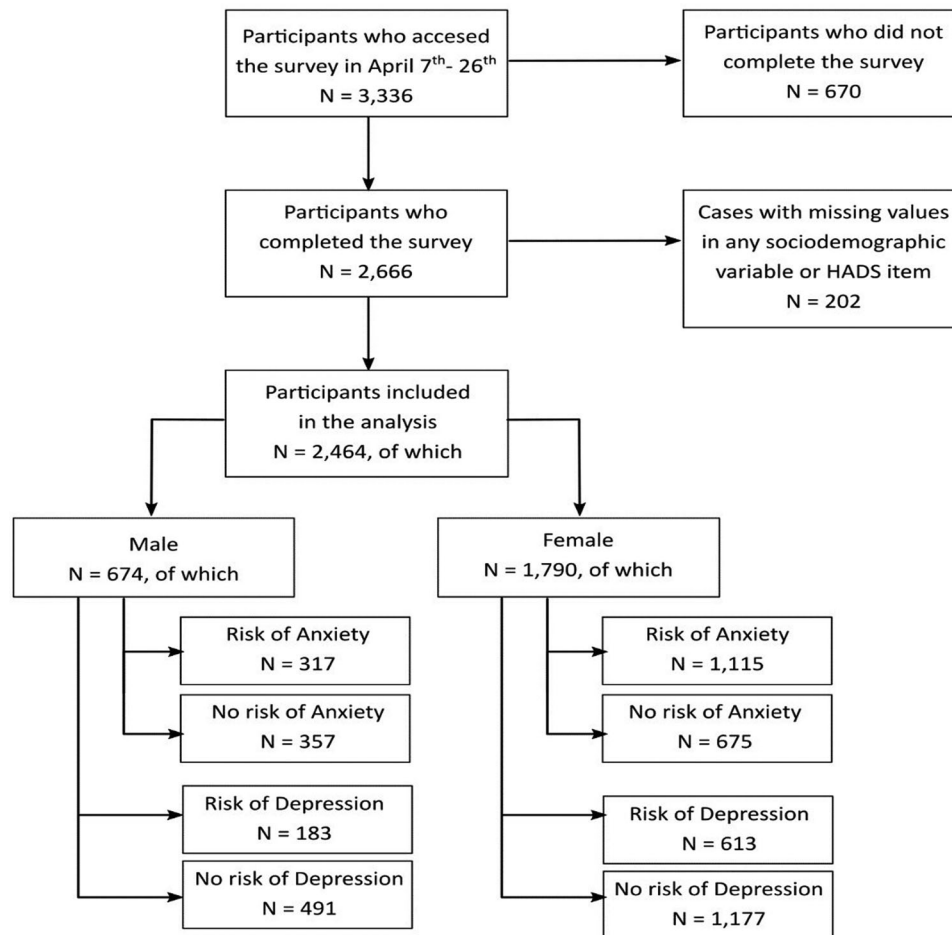 Participants who accesed
the survey in April 7th- 26th
N = 3,336
Participants who did not
complete the survey
N = 670
Participants who
completed the survey
N = 2,666
Cases with missing values
in any sociodemographic
variable or HADS item
N = 202
Participants included
in the analysis
N = 2,464, of which
Male
N = 674, of which
Risk of Anxiety
N = 317
No risk of Anxiety
N = 357
Risk of Depression
N = 183
No risk of Depression
N = 491
Female
N = 1,790, of which
Risk of Anxiety
N = 1,115
No risk of Anxiety
N = 675
Risk of Depression
N = 613
No risk of Depression
N = 1,177